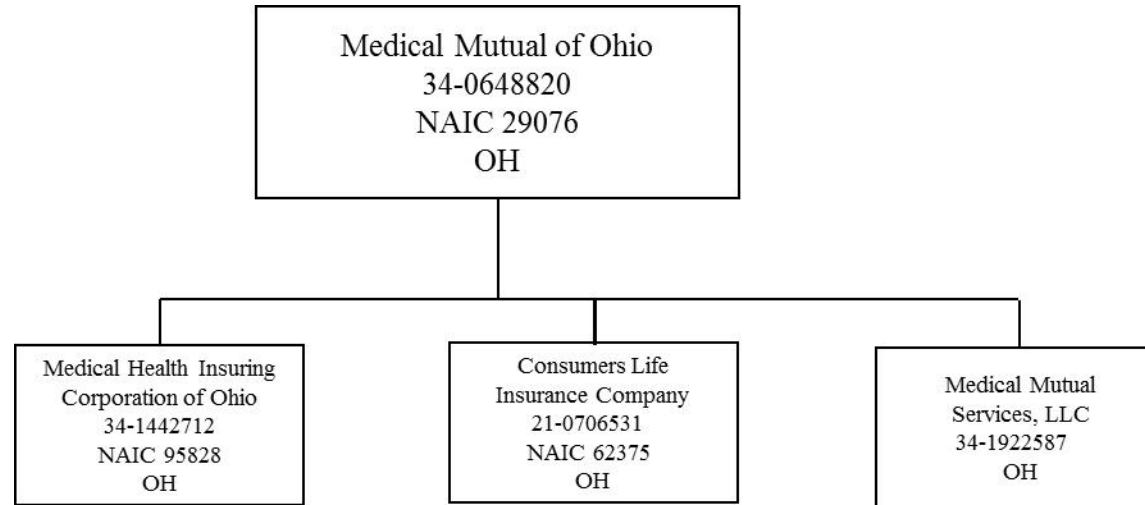 Medical Mutual of Ohio
34-0648820
NAIC 29076
OH
Medical Health Insuring
Corporation of Ohio
34-1442712
NAIC 95828
OH
Consumers Life
Insurance Company
21-0706531
NAIC 62375
OH
Medical Mutual
Services, LLC
34-1922587
OH